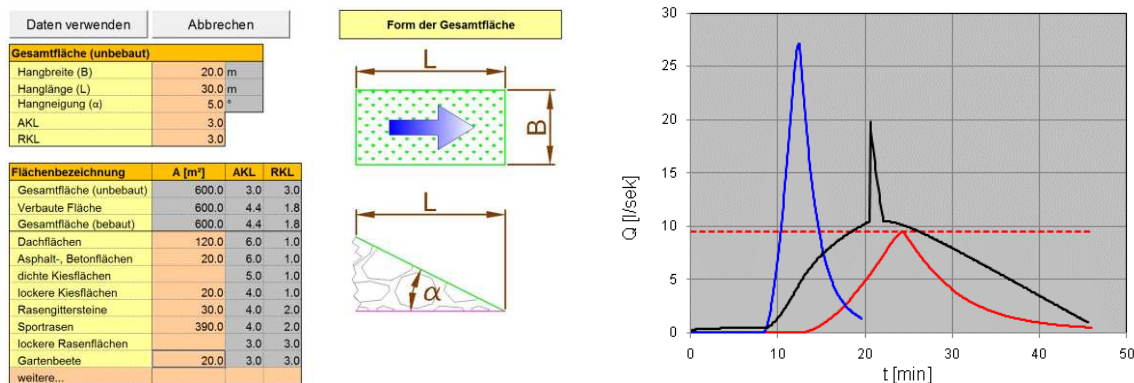 Daten verwenden Abbrechen
Gesamtfläche (unbebaut)
Hangbreite (B) 20.0 m
Hanglänge (L) 30.0 m
Hangneigung (α) 5.0 °
AKL 3.0
RKL 3.0
Flächenbezeichnung A [m²] AKL RKL
Gesamtfläche (unbebaut) 600.0 3.0 3.0
Verbaute Fläche 600.0 4.4 1.8
Gesamtfläche (bebaut) 600.0 4.4 1.8
Dachflächen 120.0 6.0 1.0
Asphalt-, Betonflächen 20.0 6.0 1.0
dichte Kiesflächen 5.0 1.0
lockere Kiesflächen 20.0 4.0 1.0
Rasengittersteine 30.0 4.0 2.0
Sportrasen 390.0 4.0 2.0
lockere Rasenflächen 3.0 3.0
Gartenbeete 20.0 3.0 3.0
weitere...
Form der Gesamtfläche
L
B
L
α
30
25
20
15
10
5
0
Q [l/sek]
0 10 20 30 40 50
t [min]